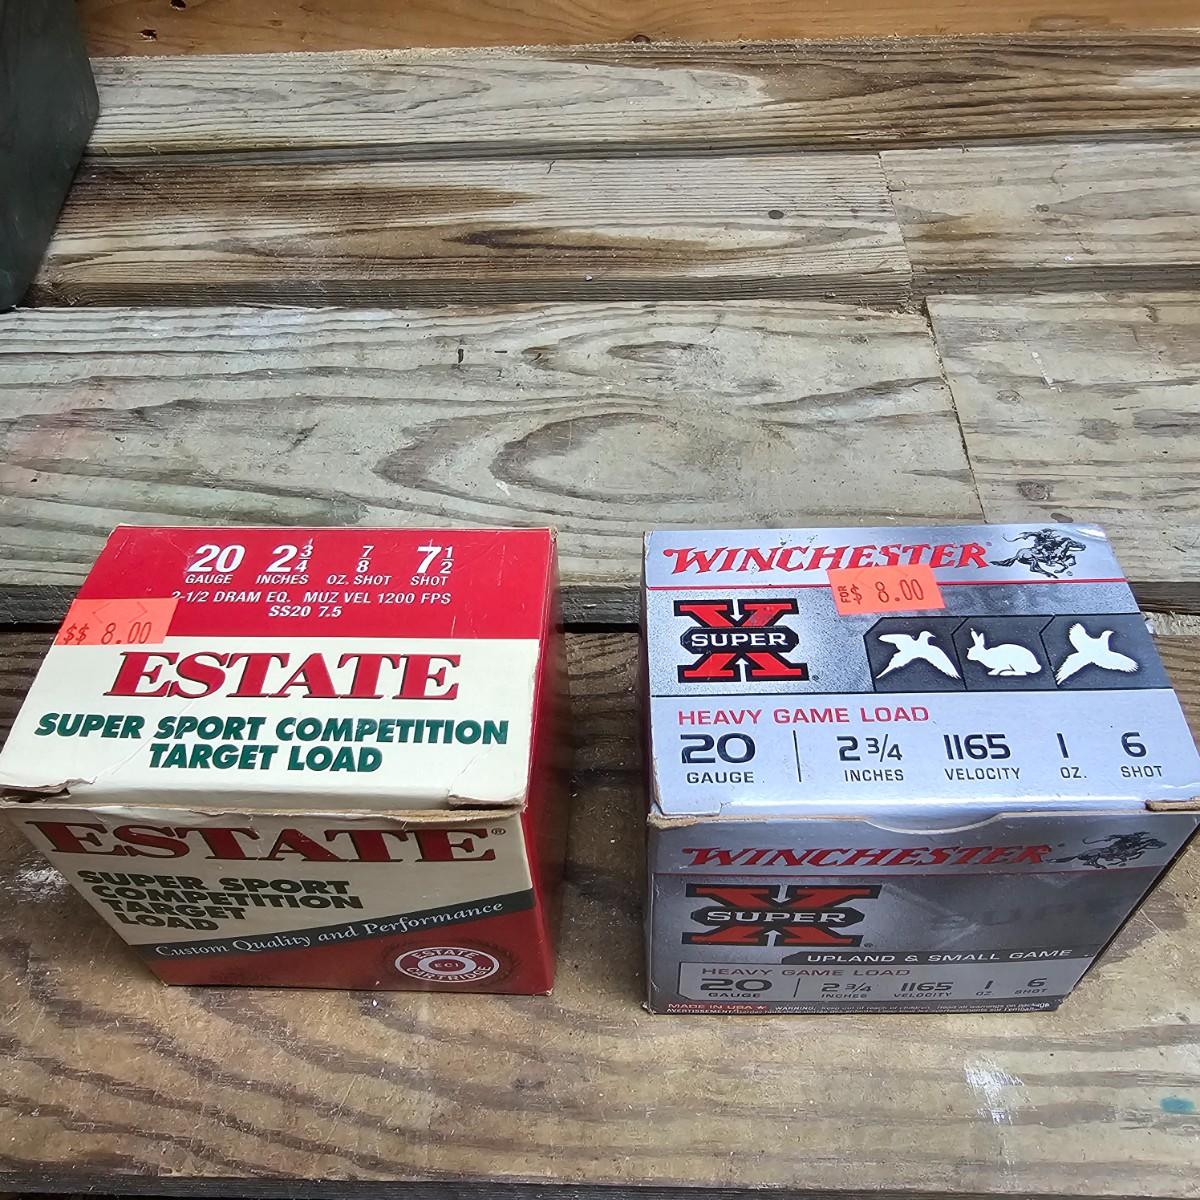 20 2 3/4 7/8 7 1/2
GAUGE INCHES OZ. SHOT SHOT
2-1/2 DRAM EQ. MUZ VEL 1200 FPS
SS20 7.5
$$ 8.00
ESTATE
SUPER SPORT COMPETITION
TARGET LOAD
ESTATE®
SUPER SPORT
COMPETITION
TARGET
LOAD
Custom Quality and Performance
ESTATE
ECI
CARTRIDGE
WINCHESTER
FOR $ 8.00
SUPER X
HEAVY GAME LOAD
20 2 3/4 1165 1 6
GAUGE INCHES VELOCITY OZ. SHOT
WINCHESTER
SUPER X
UPLAND & SMALL GAME
HEAVY GAME LOAD
20 2 3/4 1165 1 6
GAUGE INCHES VELOCITY OZ SHOT
MADE IN USA